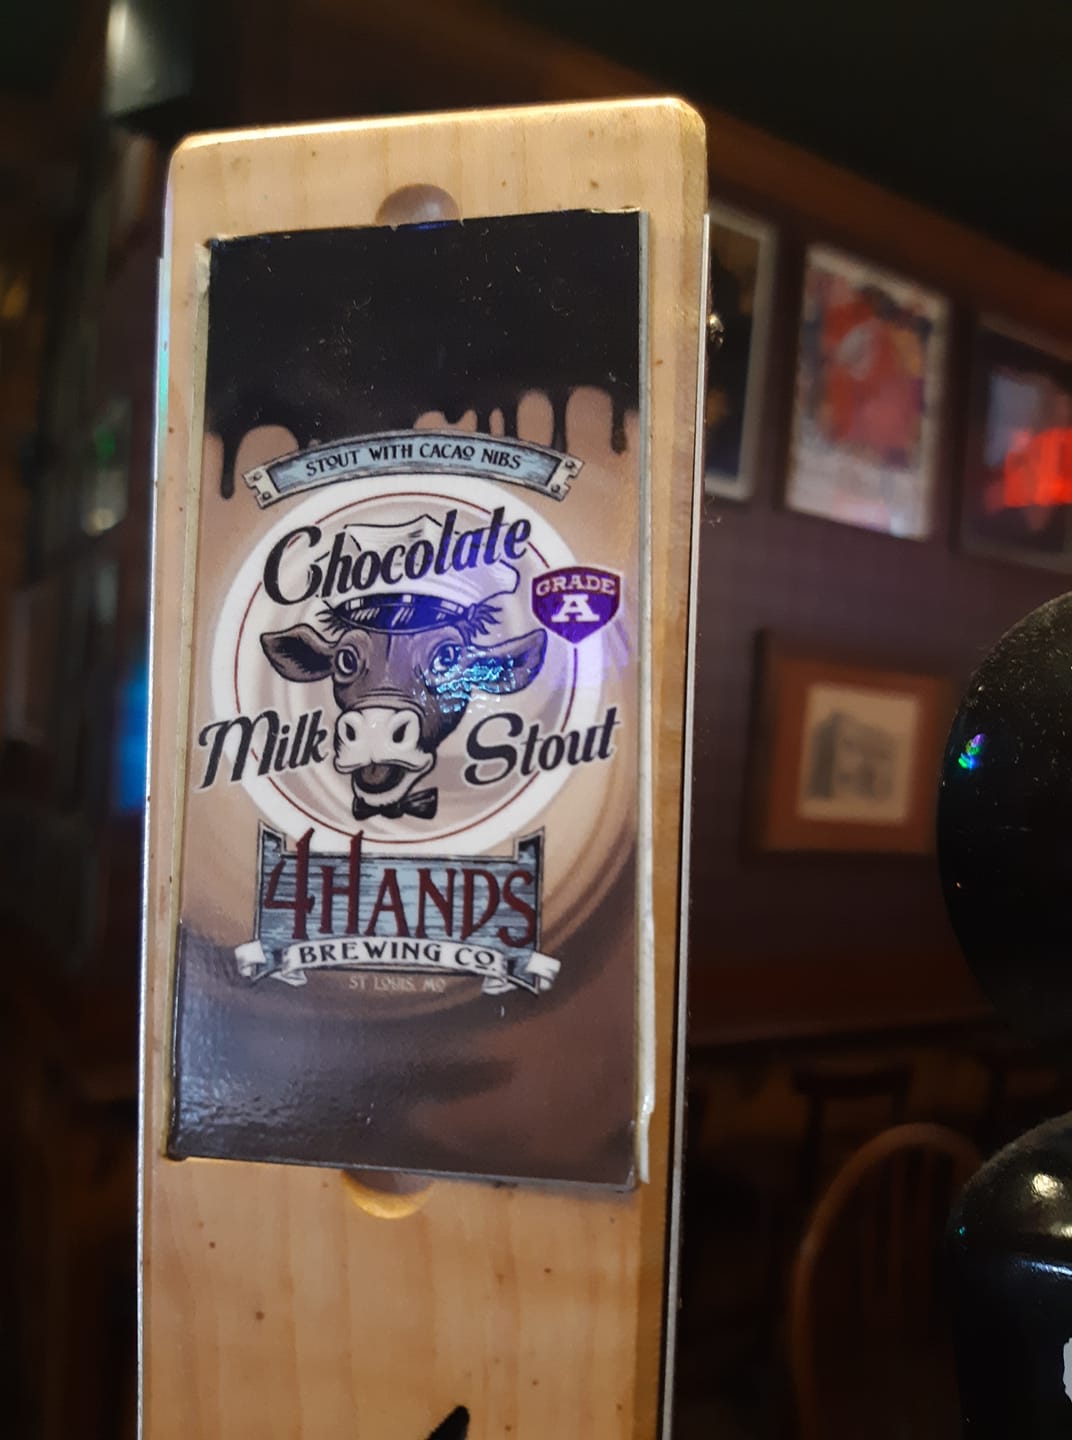 STOUT WITH CACAO NIBS
Chocolate
GRADE
A
Milk Stout
4HANDS
BREWING CO.
ST LOUIS, MO